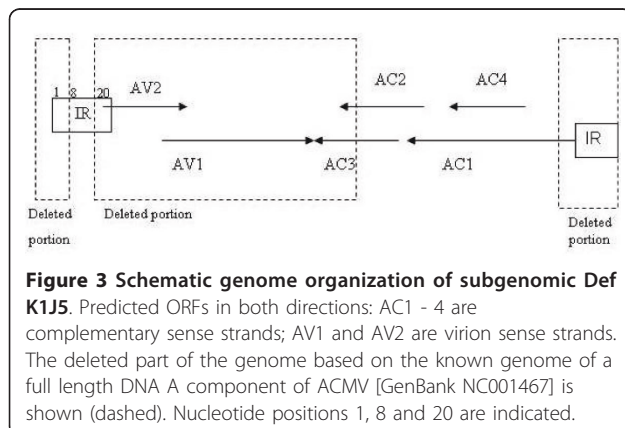 1 8 20
AV2
AC2
AC4
IR
IR
AV1
AC3
AC1
Deleted portion
Deleted portion
Deleted portion
Figure 3 Schematic genome organization of subgenomic Def
K1J5. Predicted ORFs in both directions: AC1 - 4 are
complementary sense strands; AV1 and AV2 are virion sense strands.
The deleted part of the genome based on the known genome of a
full length DNA A component of ACMV [GenBank NC001467] is
shown (dashed). Nucleotide positions 1, 8 and 20 are indicated.